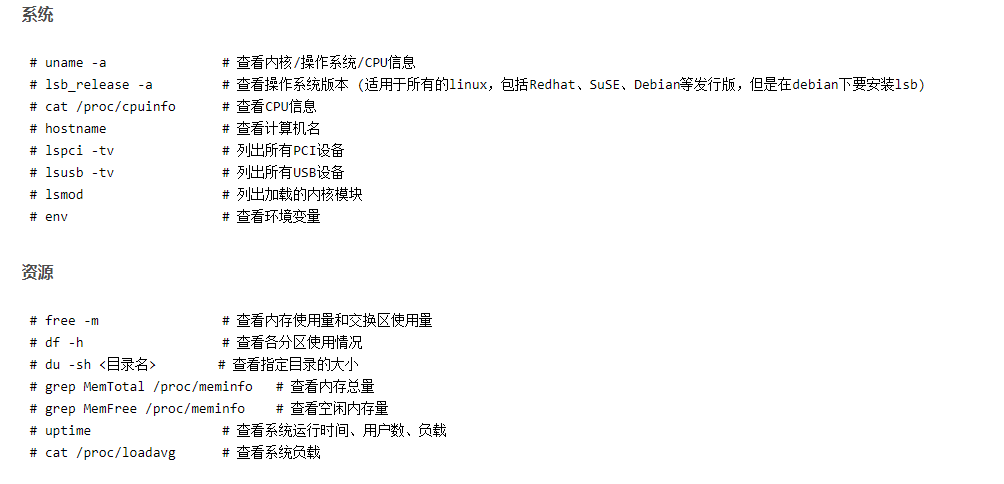 系统
# uname -a # 查看内核/操作系统/CPU信息
# lsb_release -a # 查看操作系统版本 (适用于所有的linux，包括Redhat、SuSE、Debian等发行版，但是在debian下要安装lsb)
# cat /proc/cpuinfo # 查看CPU信息
# hostname # 查看计算机名
# lspci -tv # 列出所有PCI设备
# lsusb -tv # 列出所有USB设备
# lsmod # 列出加载的内核模块
# env # 查看环境变量
资源
# free -m # 查看内存使用量和交换区使用量
# df -h # 查看各分区使用情况
# du -sh <目录名> # 查看指定目录的大小
# grep MemTotal /proc/meminfo # 查看内存总量
# grep MemFree /proc/meminfo # 查看空闲内存量
# uptime # 查看系统运行时间、用户数、负载
# cat /proc/loadavg # 查看系统负载